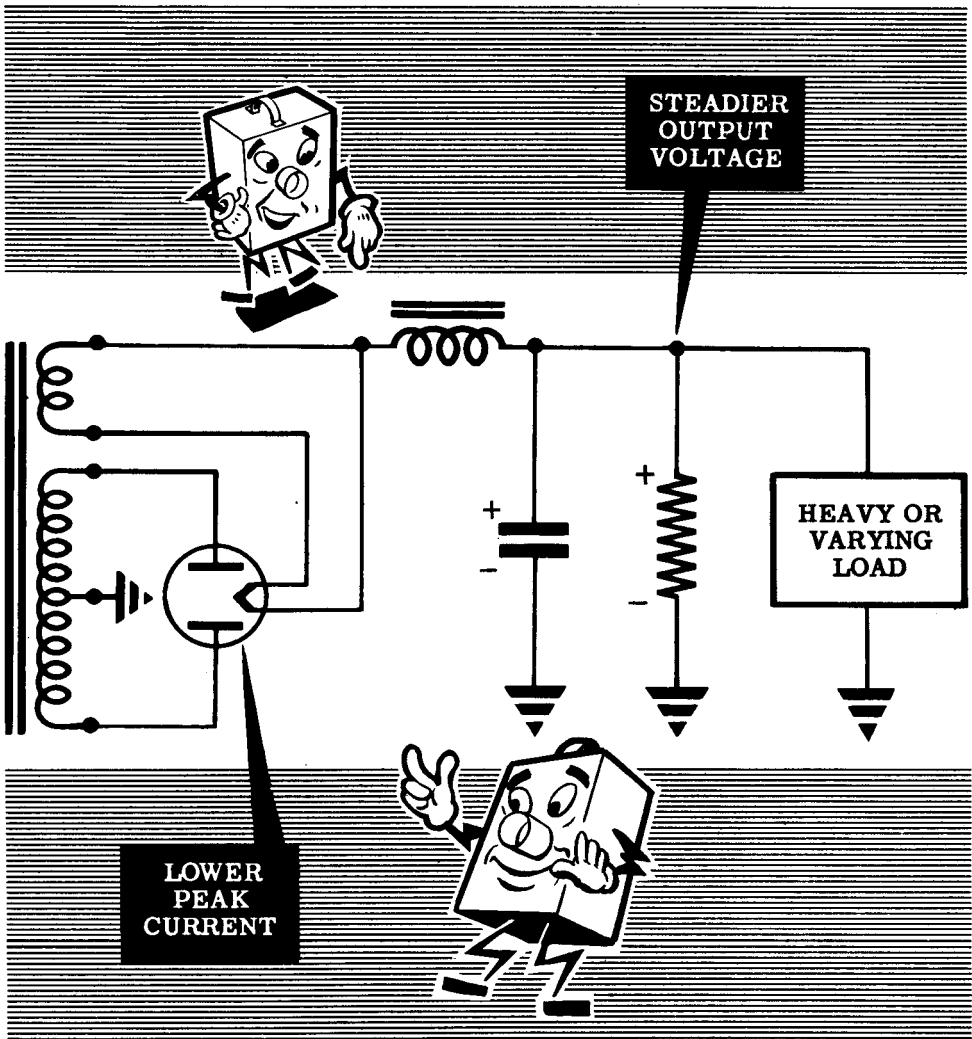 STEADIER
OUTPUT
VOLTAGE
+
−
+
−
HEAVY OR
VARYING
LOAD
LOWER
PEAK
CURRENT